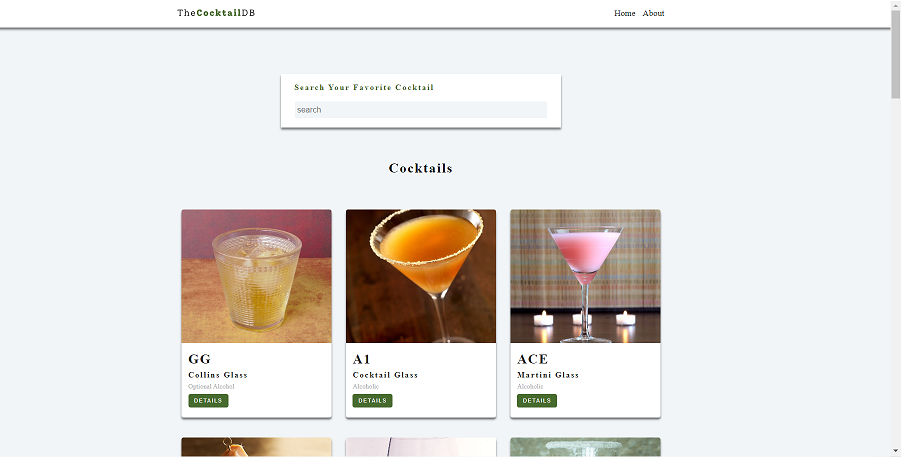 TheCocktailDB
Home About
Search Your Favorite Cocktail
search
Cocktails
GG
Collins Glass
Optional Alcohol
DETAILS
A1
Cocktail Glass
Alcoholic
DETAILS
ACE
Martini Glass
Alcoholic
DETAILS